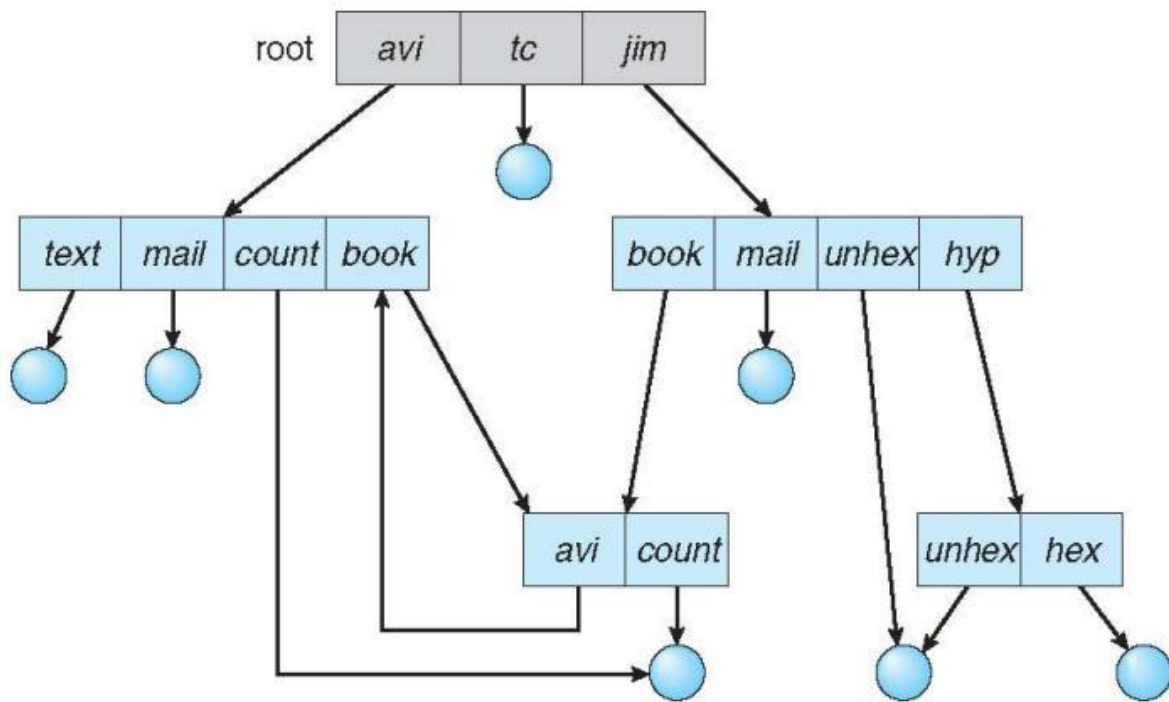 root avi tc jim
text mail count book
book mail unhex hyp
avi count
unhex hex